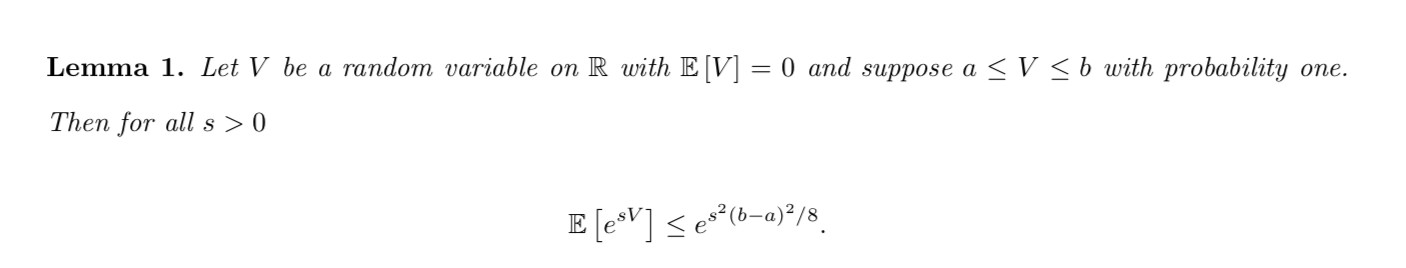 Lemma 1. Let V be a random variable on ℝ with 𝔼[V] = 0 and suppose a ≤ V ≤ b with probability one.
Then for all s > 0
𝔼[e^{sV}] ≤ e^{s²(b−a)²/8}.